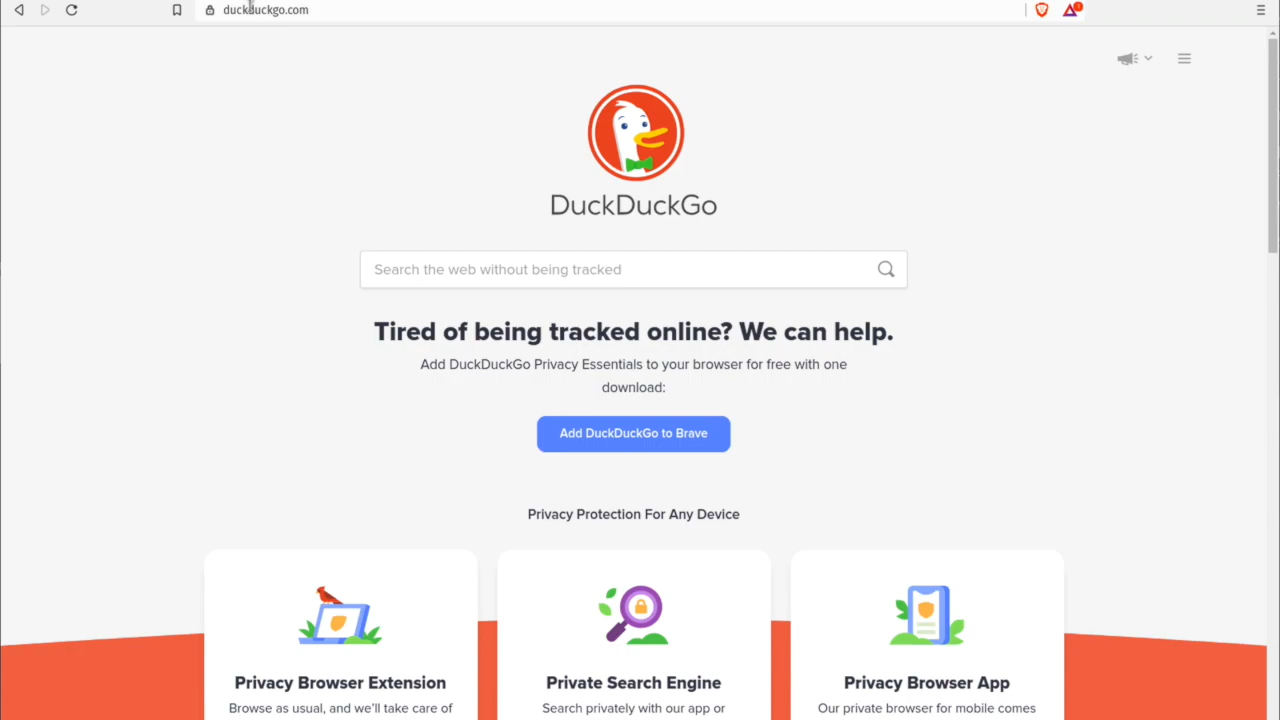 duckduckgo.com
DuckDuckGo
Search the web without being tracked
Tired of being tracked online? We can help.
Add DuckDuckGo Privacy Essentials to your browser for free with one
download:
Add DuckDuckGo to Brave
Privacy Protection For Any Device
Privacy Browser Extension
Browse as usual, and we’ll take care of
Private Search Engine
Search privately with our app or
Privacy Browser App
Our private browser for mobile comes